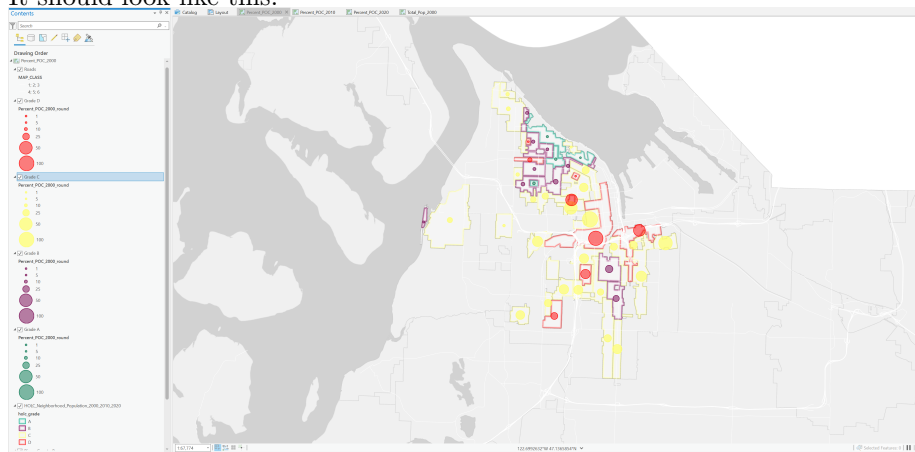 It should look like this:
Contents
Catalog Layout Percent_POC_2000 Percent_POC_2010 Percent_POC_2020 Total_Pop_2000
Search
Drawing Order
Percent_POC_2000
Roads
MAP_CLASS
1; 2; 3
4; 5; 6
Grade D
Percent_POC_2000_round
1
5
10
25
50
100
Grade C
Percent_POC_2000_round
1
5
10
25
50
100
Grade B
Percent_POC_2000_round
1
5
10
25
50
100
Grade A
Percent_POC_2000_round
1
5
10
25
50
100
HOLC_Neighborhood_Population_2000_2010_2020
holc_grade
A
B
C
D
1:67,774
Selected Features: 0